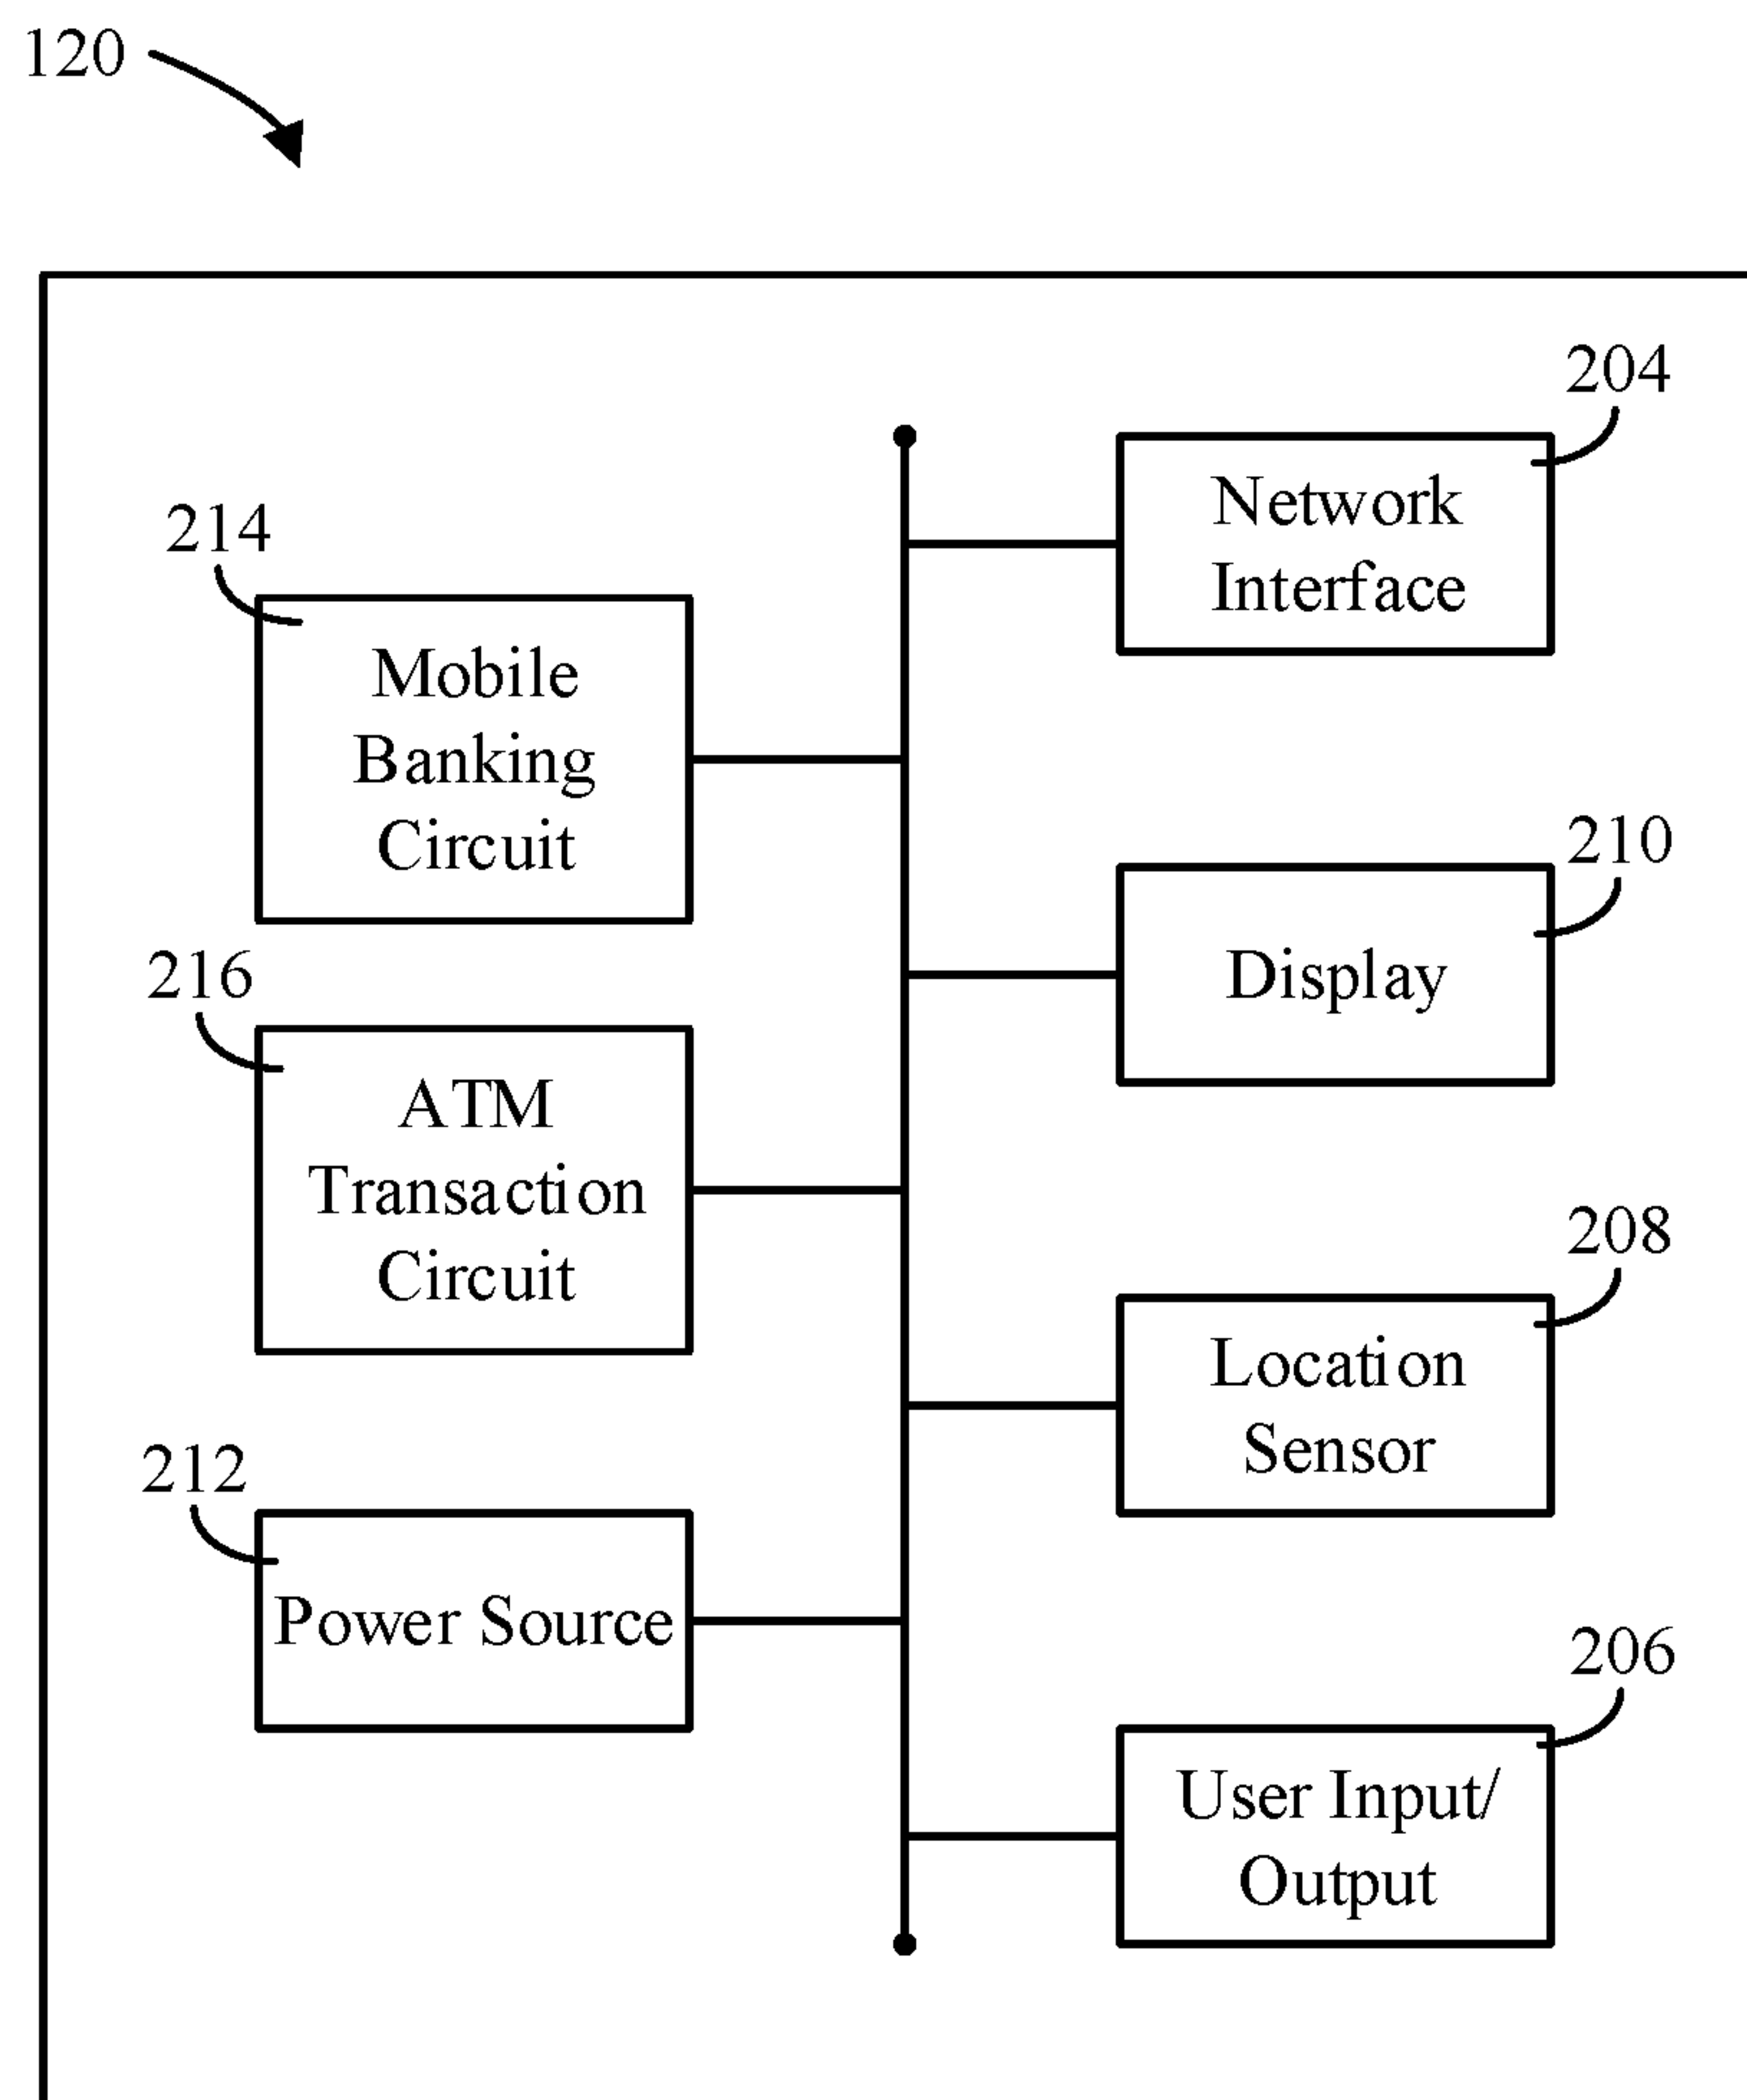 120
204
Network
Interface
214
Mobile
Banking
Circuit
210
Display
216
ATM
Transaction
Circuit
208
Location
Sensor
212
Power Source
206
User Input/
Output